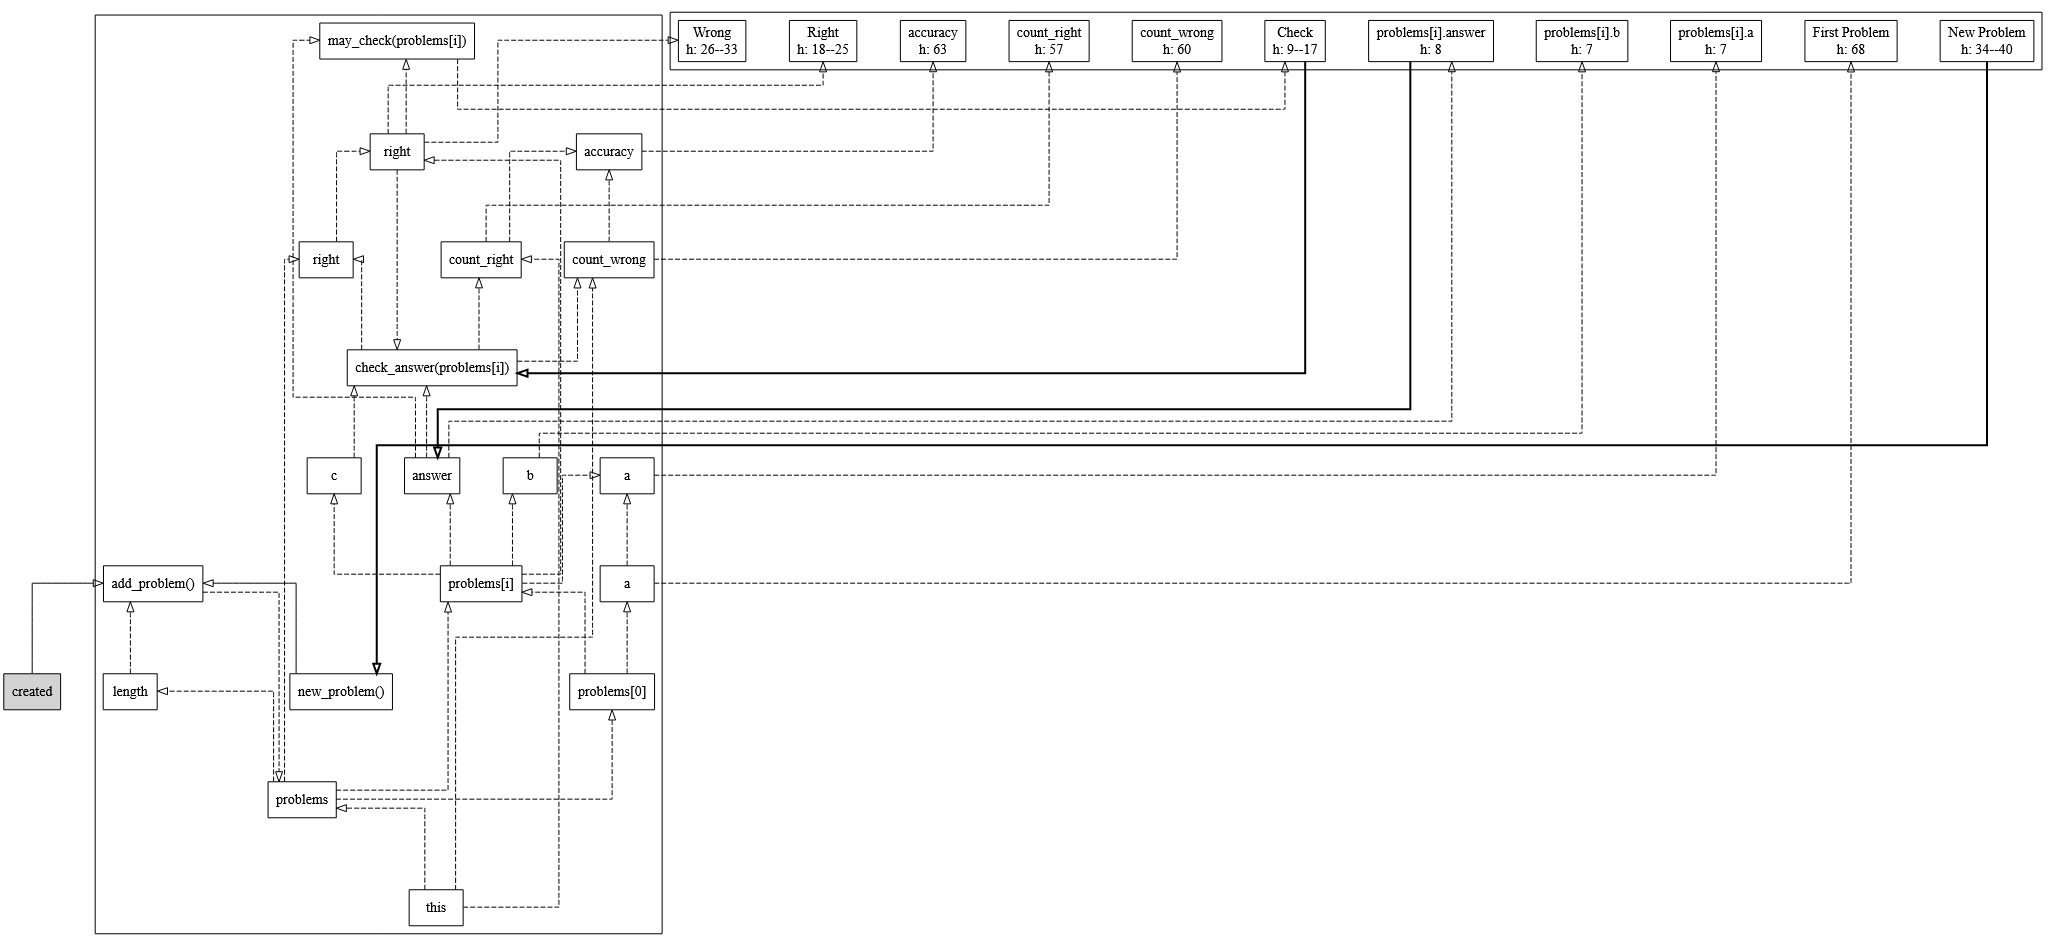 may_check(problems[i])
Wrong
h: 26--33
Right
h: 18--25
accuracy
h: 63
count_right
h: 57
count_wrong
h: 60
Check
h: 9--17
problems[i].answer
h: 8
problems[i].b
h: 7
problems[i].a
h: 7
First Problem
h: 68
New Problem
h: 34--40
right
accuracy
right
count_right
count_wrong
check_answer(problems[i])
c
answer
b
a
add_problem()
problems[i]
a
created
length
new_problem()
problems[0]
problems
this